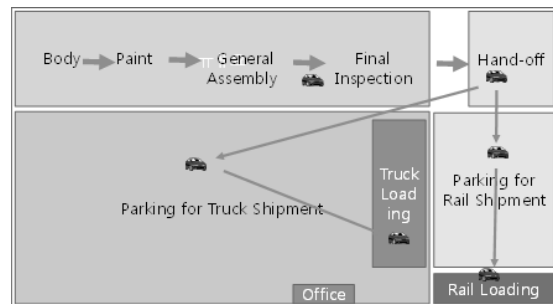 Body
Paint
General
Assembly
Final
Inspection
Hand-off
Parking for Truck Shipment
Truck
Load
ing
Parking for
Rail Shipment
Office
Rail Loading